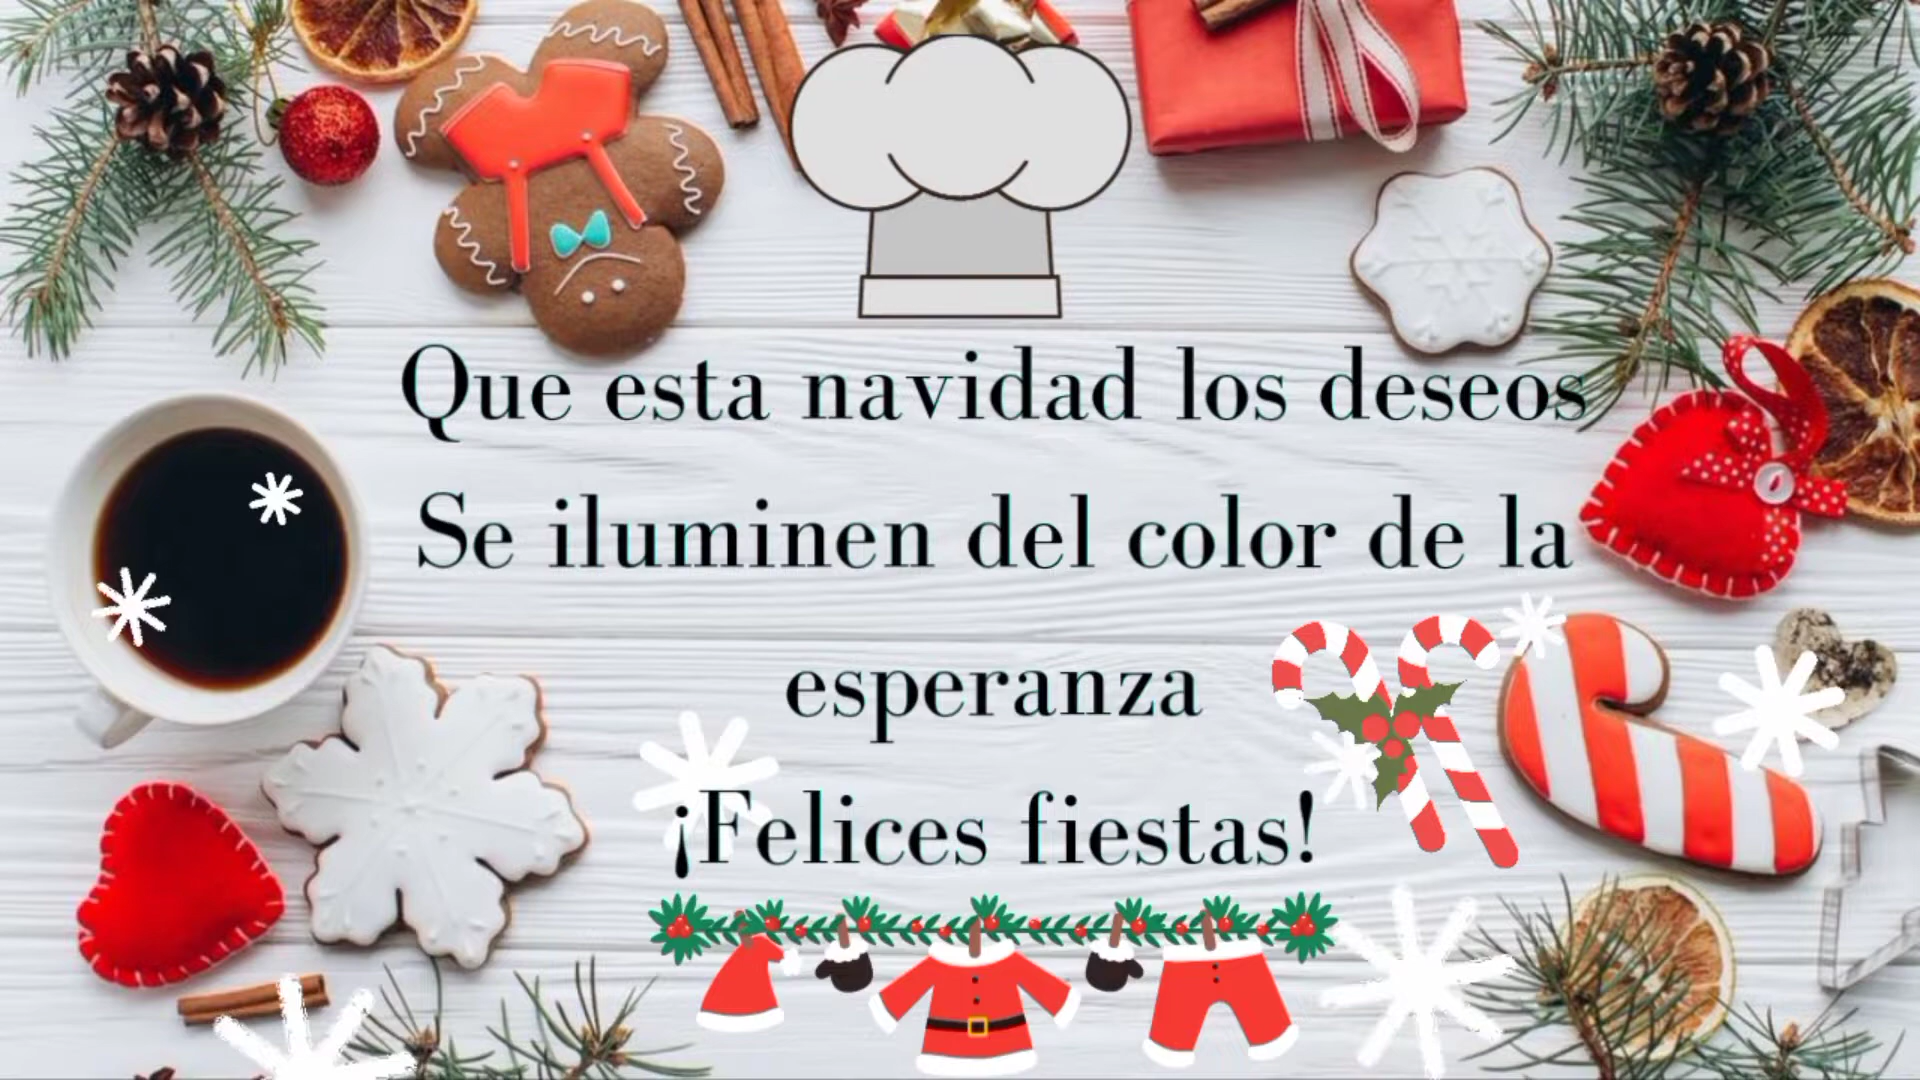 Que esta navidad los deseos
Se iluminen del color de la
esperanza
¡Felices fiestas!